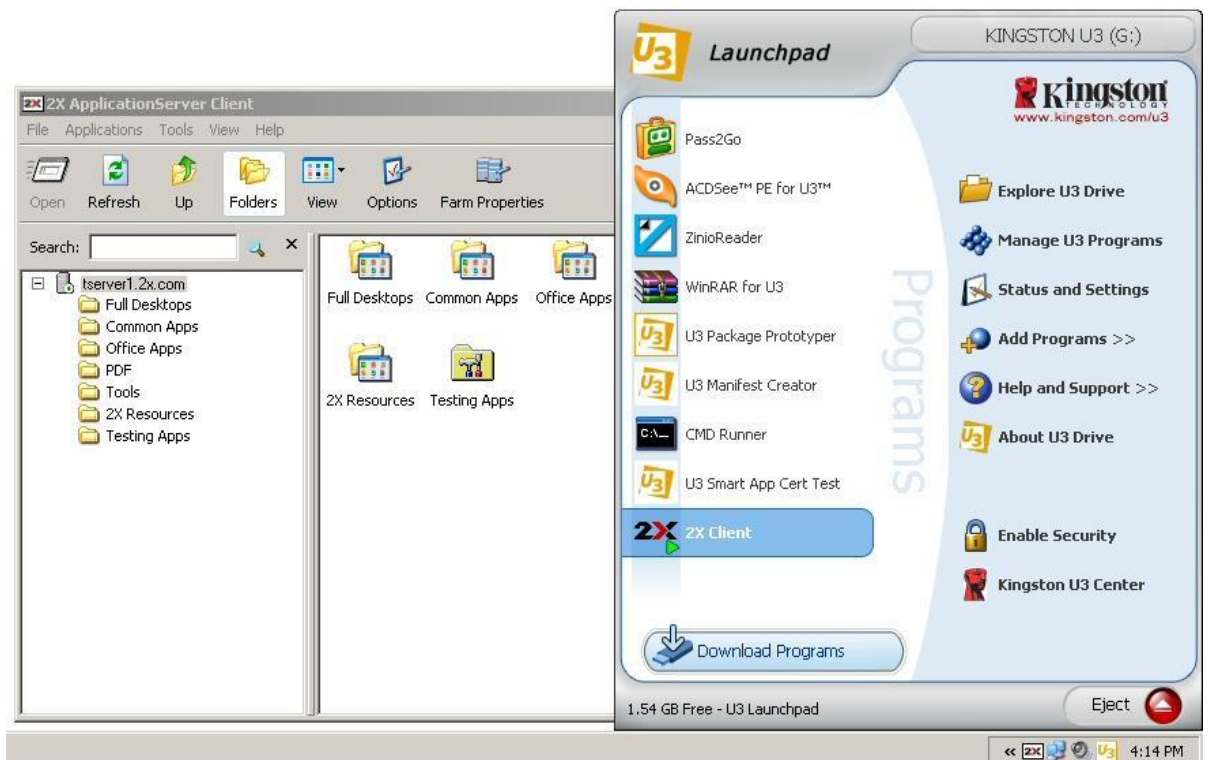 2X ApplicationServer Client
File Applications Tools View Help
Open Refresh Up Folders View Options Farm Properties
Search:
tserver1.2x.com
Full Desktops
Common Apps
Office Apps
PDF
Tools
2X Resources
Testing Apps
Full Desktops Common Apps Office Apps
2X Resources Testing Apps
U3 Launchpad
KINGSTON U3 (G:)
Kingston
TECHNOLOGY
www.kingston.com/u3
Pass2Go
ACDSee™ PE for U3™
ZinioReader
WinRAR for U3
U3 Package Prototyper
U3 Manifest Creator
CMD Runner
U3 Smart App Cert Test
2X Client
Programs
Download Programs
Explore U3 Drive
Manage U3 Programs
Status and Settings
Add Programs >>
Help and Support >>
About U3 Drive
Enable Security
Kingston U3 Center
1.54 GB Free - U3 Launchpad
Eject
« 2X U3 4:14 PM